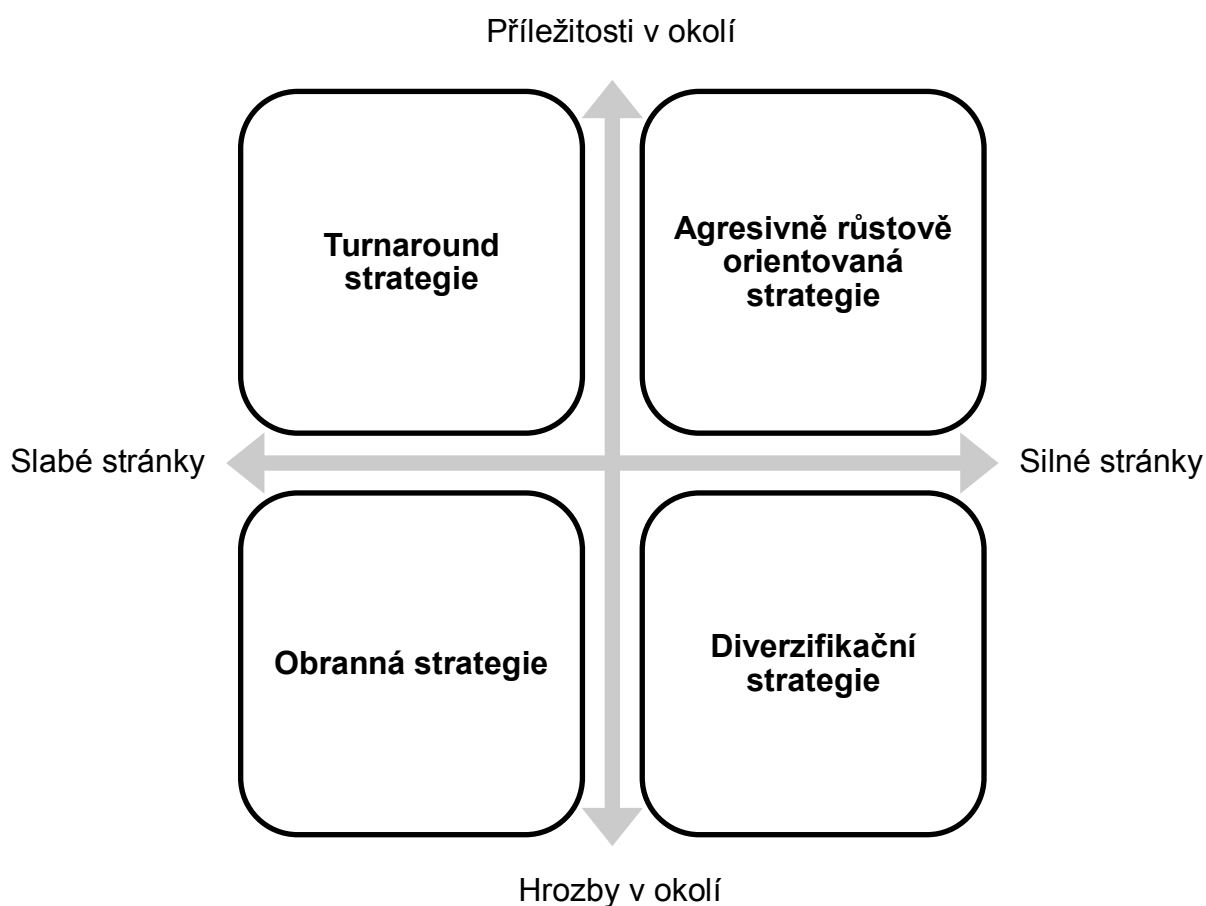 Příležitosti v okolí
Turnaround
strategie
Agresivně růstově
orientovaná
strategie
Slabé stránky
Silné stránky
Obranná strategie
Diverzifikační
strategie
Hrozby v okolí